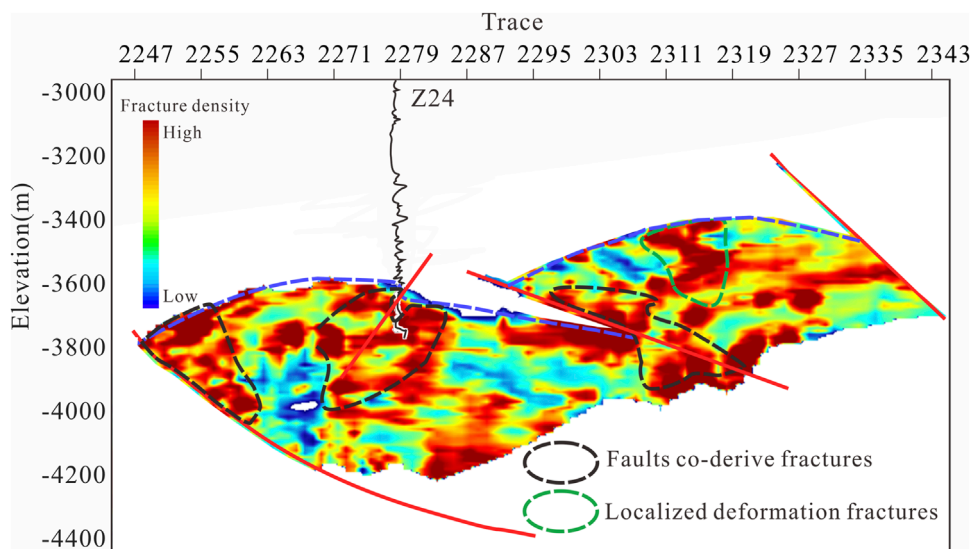 Trace
2247 2255 2263 2271 2279 2287 2295 2303 2311 2319 2327 2335 2343
Elevation(m)
-3000
-3200
-3400
-3600
-3800
-4000
-4200
-4400
Fracture density
High
Low
Z24
Faults co-derive fractures
Localized deformation fractures